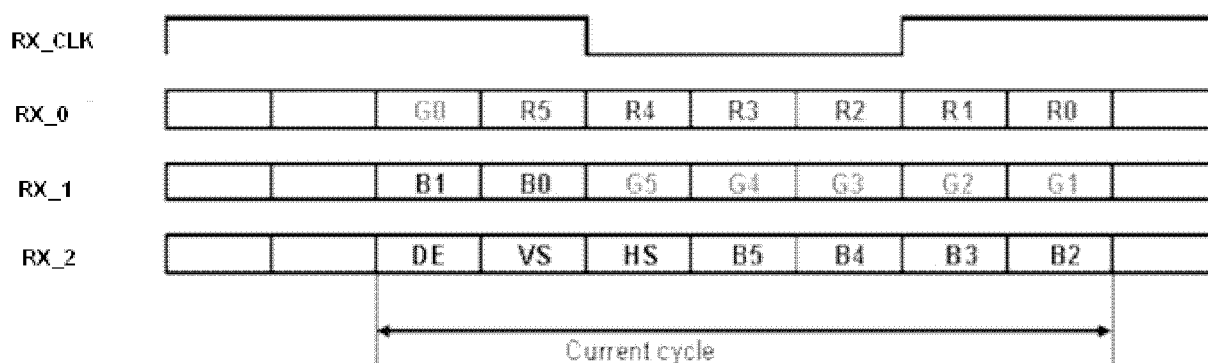 RX_CLK
RX_0 G0 R5 R4 R3 R2 R1 R0
RX_1 B1 B0 G5 G4 G3 G2 G1
RX_2 DE VS HS B5 B4 B3 B2
Current cycle